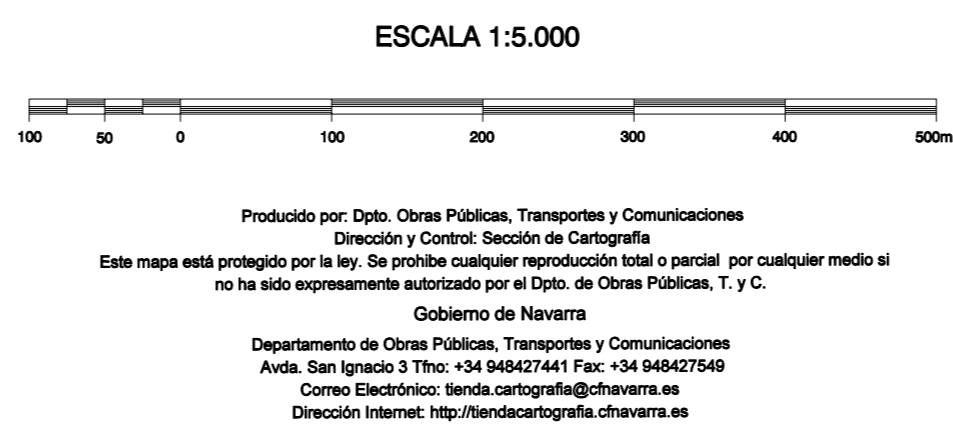 ESCALA 1:5.000
100 50 0 100 200 300 400 500m
Producido por: Dpto. Obras Públicas, Transportes y Comunicaciones
Dirección y Control: Sección de Cartografía
Este mapa está protegido por la ley. Se prohibe cualquier reproducción total o parcial por cualquier medio si
no ha sido expresamente autorizado por el Dpto. de Obras Públicas, T. y C.
Gobierno de Navarra
Departamento de Obras Públicas, Transportes y Comunicaciones
Avda. San Ignacio 3 Tfno: +34 948427441 Fax: +34 948427549
Correo Electrónico: tienda.cartografia@cfnavarra.es
Dirección Internet: http://tiendacartografia.cfnavarra.es